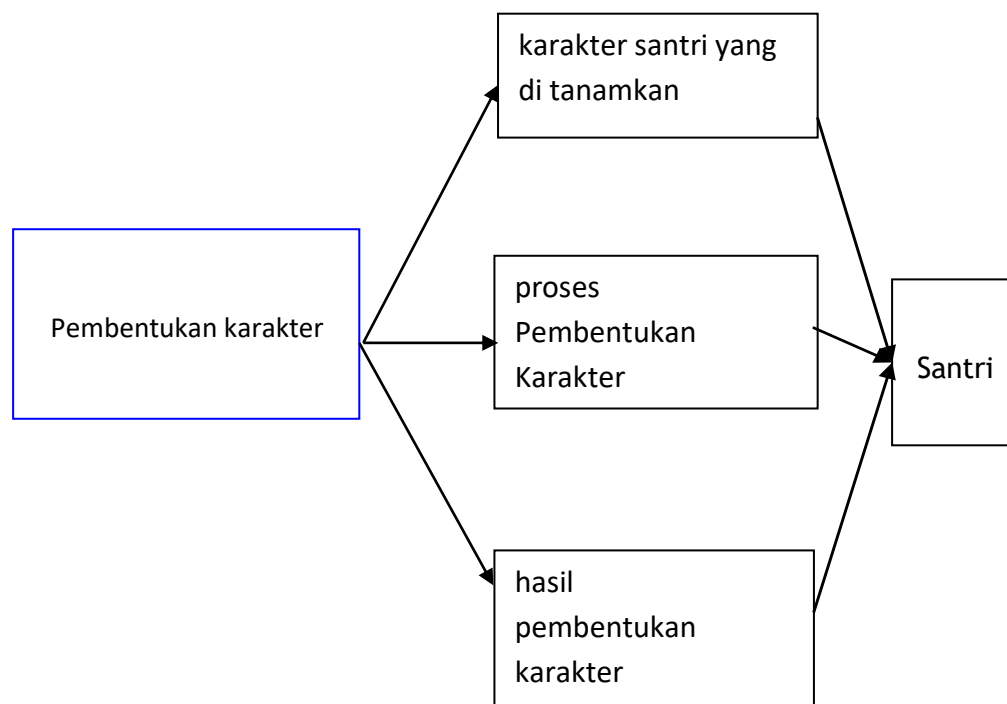 karakter santri yang
di tanamkan
Pembentukan karakter
proses
Pembentukan
Karakter
Santri
hasil
pembentukan
karakter